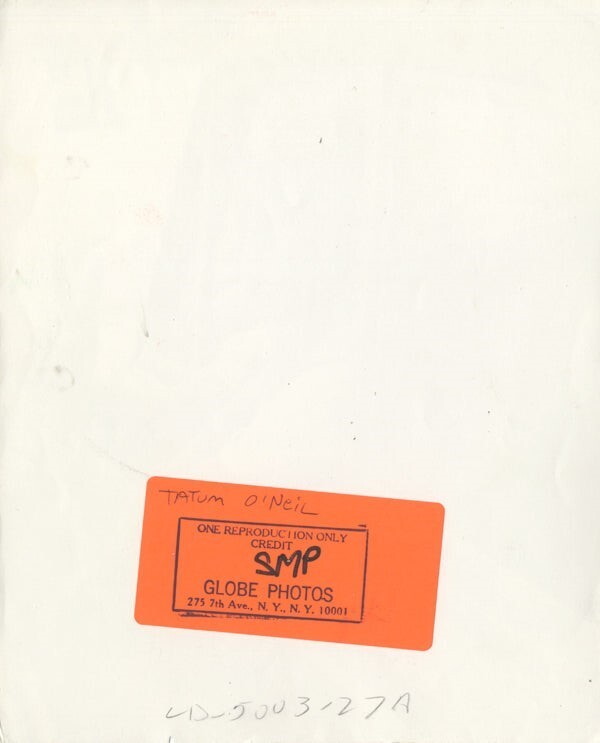 TATUM O'NEIL
ONE REPRODUCTION ONLY
CREDIT
SMP
GLOBE PHOTOS
275 7th Ave., N. Y., N. Y. 10001
LD-5003-27A